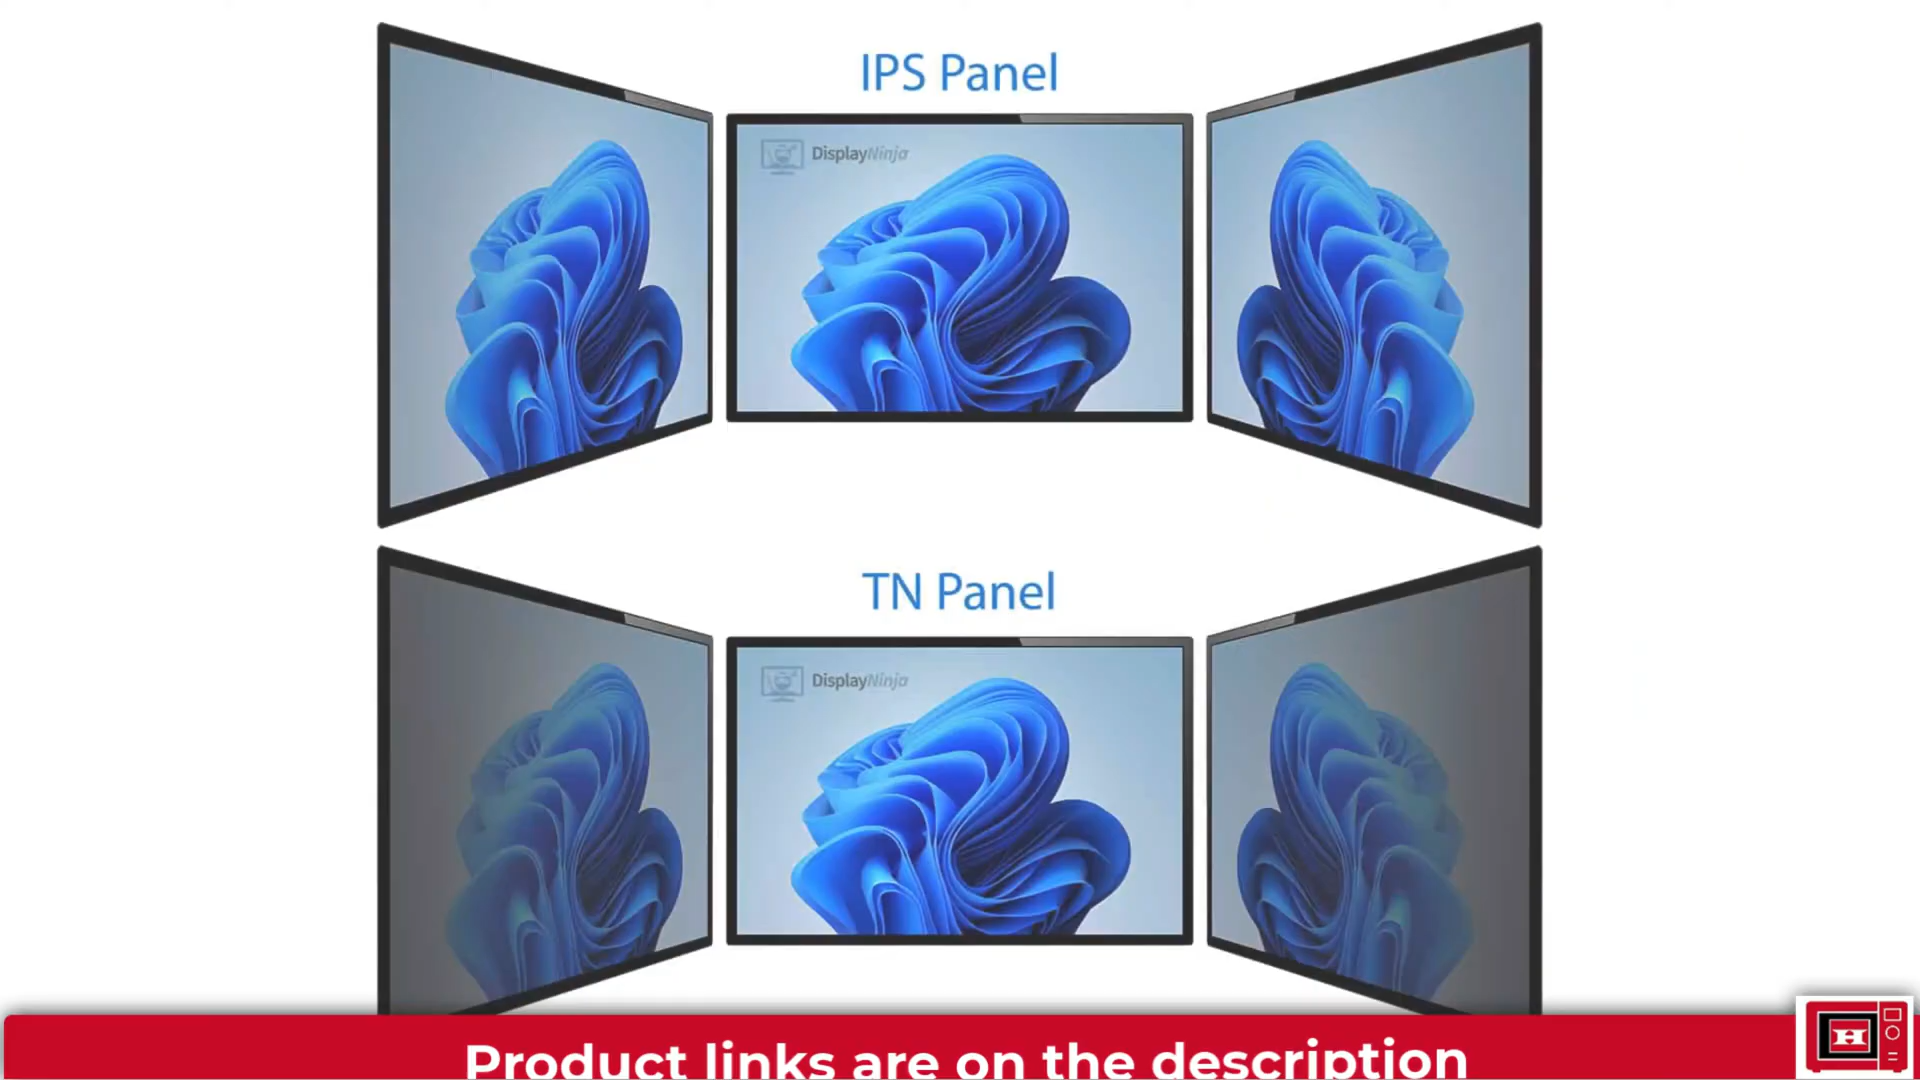 IPS Panel
DisplayNinja
TN Panel
DisplayNinja
Product links are on the description
H